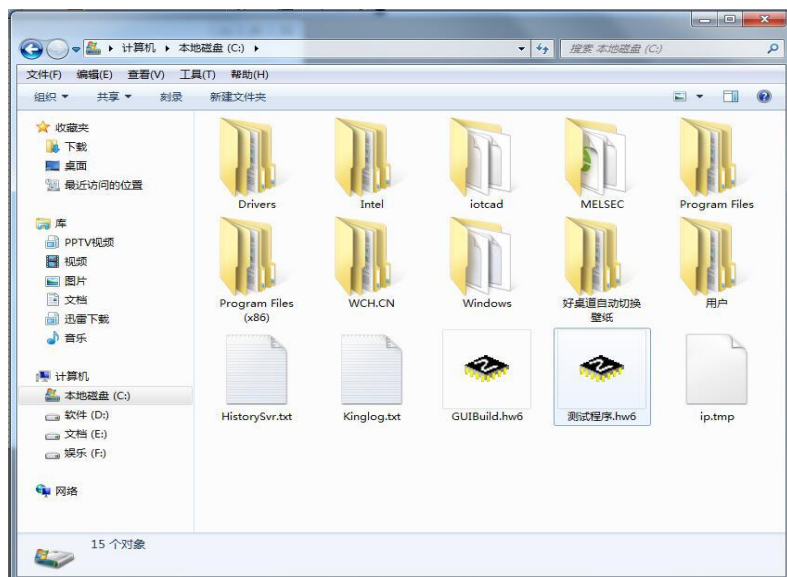 计算机 本地磁盘 (C:)
搜索 本地磁盘 (C:)
文件(F) 编辑(E) 查看(V) 工具(T) 帮助(H)
组织 共享 刻录 新建文件夹
收藏夹
下载
桌面
最近访问的位置
库
PPTV视频
视频
图片
文档
迅雷下载
音乐
计算机
本地磁盘 (C:)
软件 (D:)
文档 (E:)
娱乐 (F:)
网络
Drivers Intel iotcad MELSEC Program Files
Program Files WCH.CN Windows 好桌道自动切换 用户
(x86) 壁纸
HistorySvr.txt Kinglog.txt GUIBuild.hw6 测试程序.hw6 ip.tmp
15 个对象